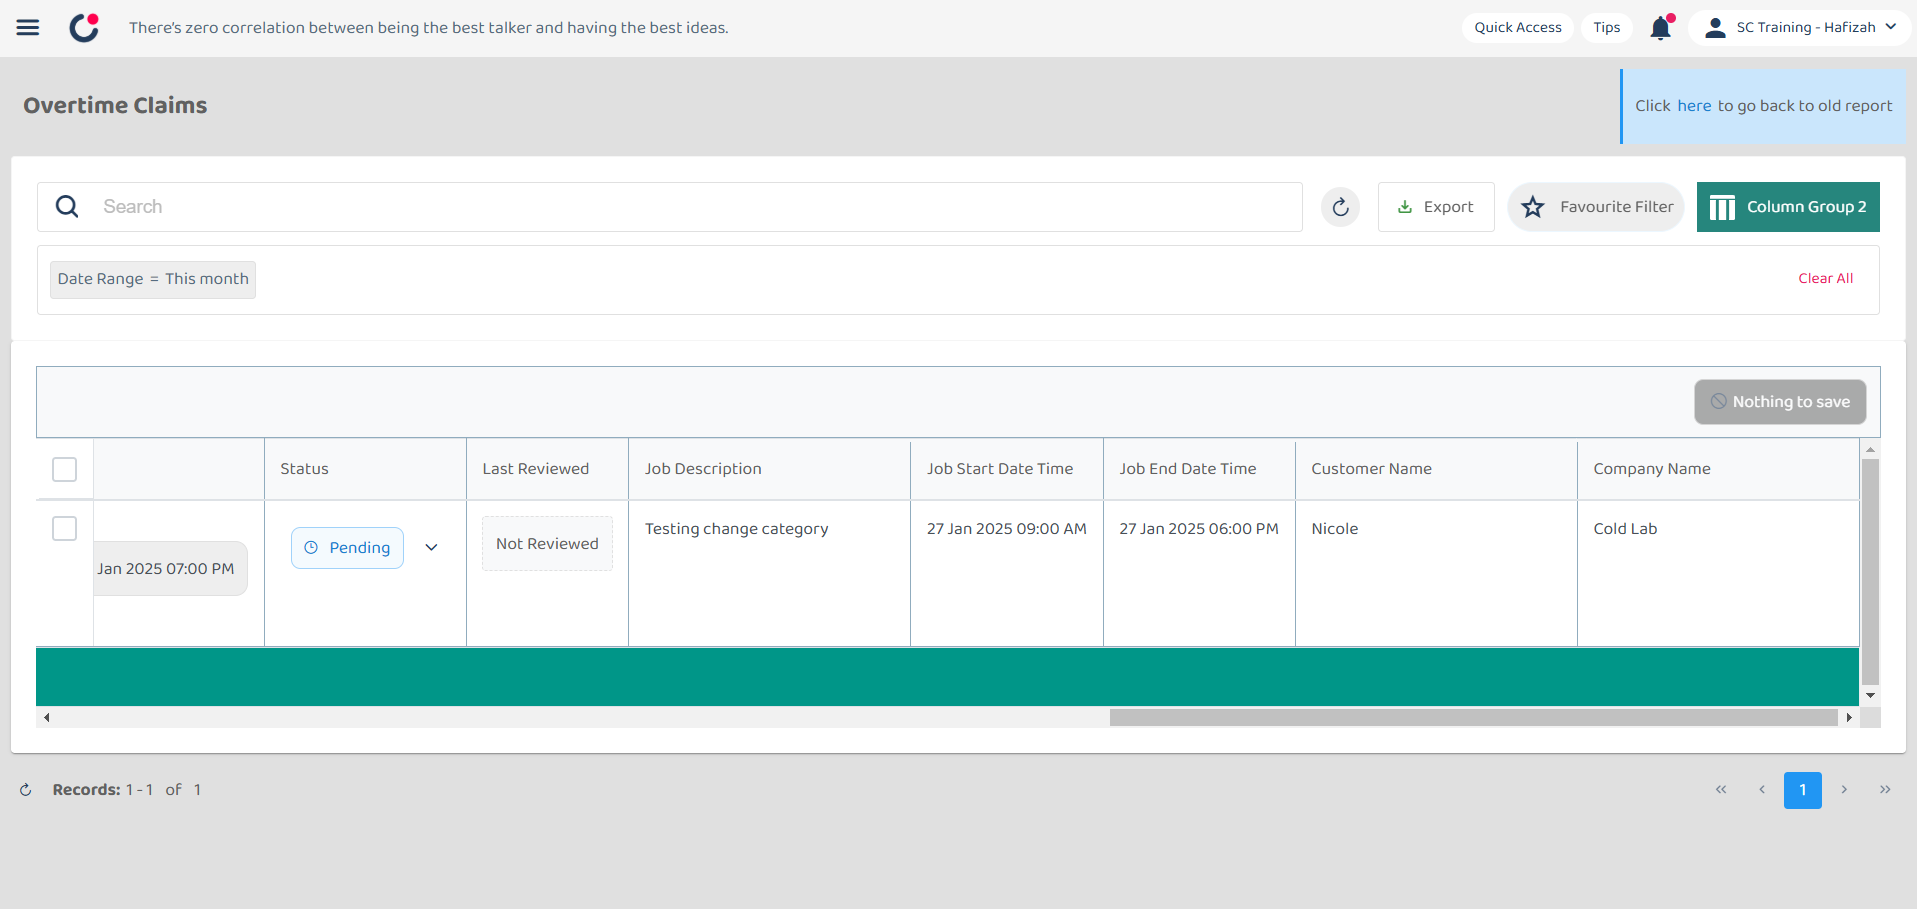 There's zero correlation between being the best talker and having the best ideas.
Quick Access
Tips
SC Training - Hafizah
Overtime Claims
Click here to go back to old report
Search
Export
Favourite Filter
Column Group 2
Date Range = This month
Clear All
Nothing to save
Status
Last Reviewed
Job Description
Job Start Date Time
Job End Date Time
Customer Name
Company Name
Jan 2025 07:00 PM
Pending
Not Reviewed
Testing change category
27 Jan 2025 09:00 AM
27 Jan 2025 06:00 PM
Nicole
Cold Lab
Records: 1 - 1 of 1
« ‹ 1 › »